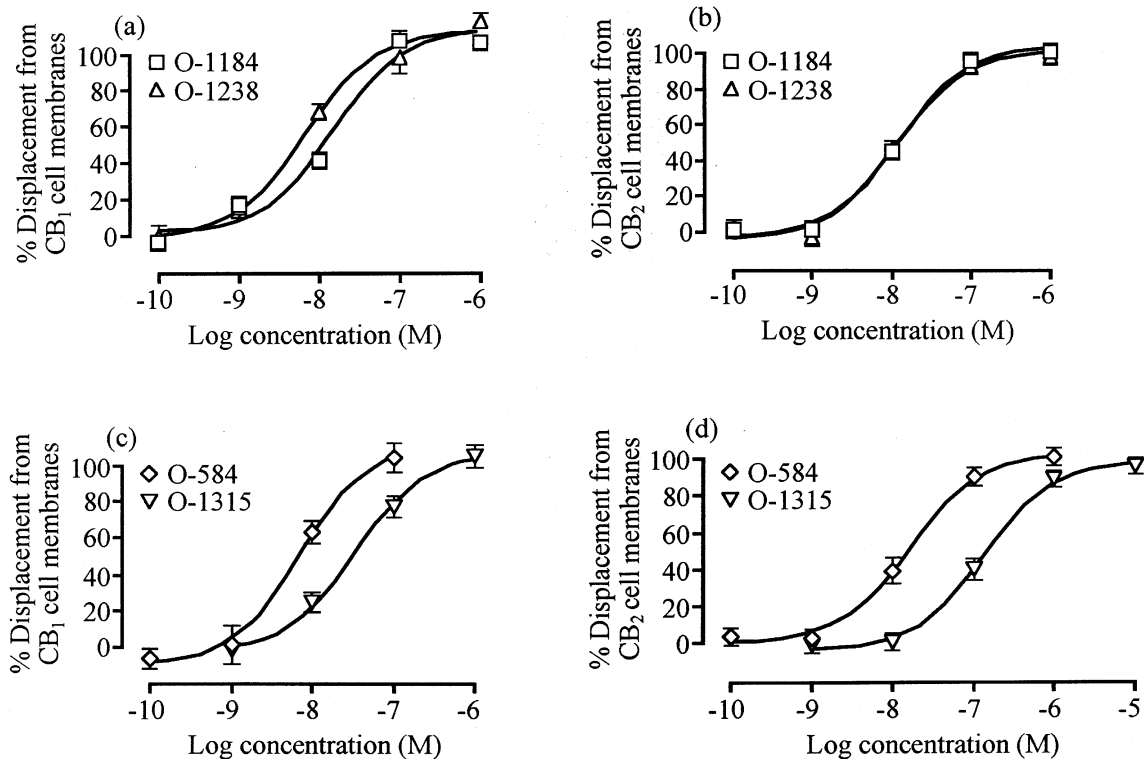 (a)
% Displacement from
CB₁ cell membranes
100
80
60
40
20
0
O-1184
O-1238
-10 -9 -8 -7 -6
Log concentration (M)
(b)
% Displacement from
CB₂ cell membranes
100
80
60
40
20
0
O-1184
O-1238
-10 -9 -8 -7 -6
Log concentration (M)
(c)
% Displacement from
CB₁ cell membranes
100
80
60
40
20
0
O-584
O-1315
-10 -9 -8 -7 -6
Log concentration (M)
(d)
% Displacement from
CB₂ cell membranes
100
80
60
40
20
0
O-584
O-1315
-10 -9 -8 -7 -6 -5
Log concentration (M)